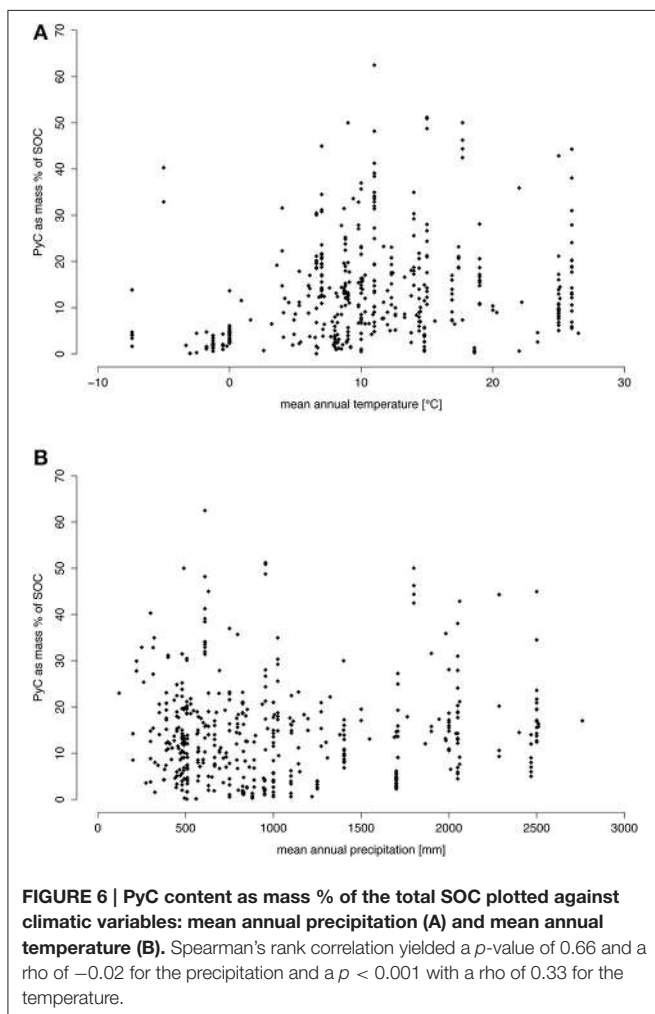 A
70
60
50
40
30
20
10
0
PyC as mass % of SOC
−10
0
10
20
30
mean annual temperature [°C]
B
70
60
50
40
30
20
10
0
PyC as mass % of SOC
0
500
1000
1500
2000
2500
3000
mean annual precipitation [mm]
FIGURE 6 | PyC content as mass % of the total SOC plotted against
climatic variables: mean annual precipitation (A) and mean annual
temperature (B). Spearman's rank correlation yielded a p-value of 0.66 and a
rho of −0.02 for the precipitation and a p < 0.001 with a rho of 0.33 for the
temperature.